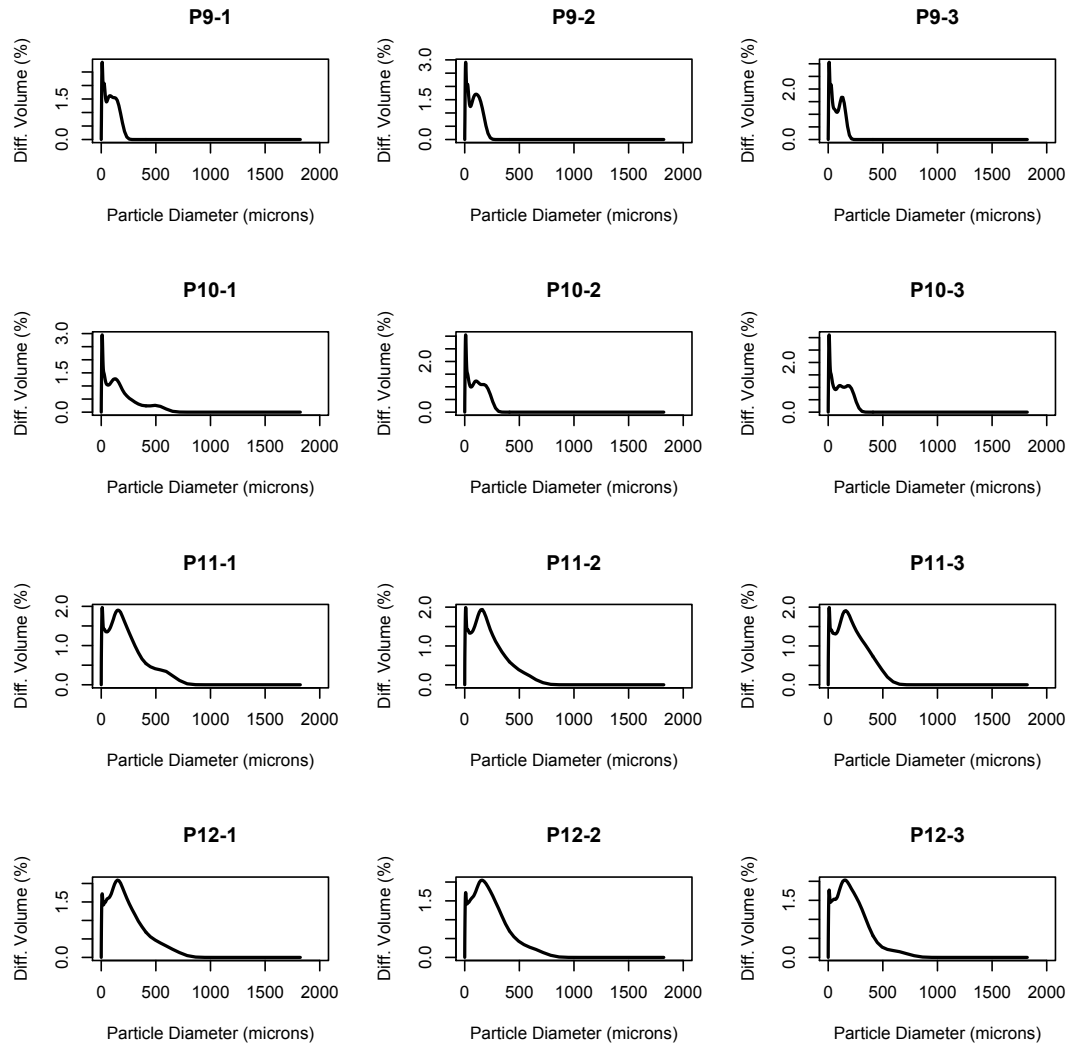 P9-1 P9-2 P9-3
Diff. Volume (%) Diff. Volume (%) Diff. Volume (%)
0.0 1.5 0.0 1.5 3.0 0.0 2.0
0 500 1000 1500 2000 0 500 1000 1500 2000 0 500 1000 1500 2000
Particle Diameter (microns) Particle Diameter (microns) Particle Diameter (microns)
P10-1 P10-2 P10-3
Diff. Volume (%) Diff. Volume (%) Diff. Volume (%)
0.0 1.5 3.0 0.0 2.0 0.0 2.0
0 500 1000 1500 2000 0 500 1000 1500 2000 0 500 1000 1500 2000
Particle Diameter (microns) Particle Diameter (microns) Particle Diameter (microns)
P11-1 P11-2 P11-3
Diff. Volume (%) Diff. Volume (%) Diff. Volume (%)
0.0 1.0 2.0 0.0 1.0 2.0 0.0 1.0 2.0
0 500 1000 1500 2000 0 500 1000 1500 2000 0 500 1000 1500 2000
Particle Diameter (microns) Particle Diameter (microns) Particle Diameter (microns)
P12-1 P12-2 P12-3
Diff. Volume (%) Diff. Volume (%) Diff. Volume (%)
0.0 1.5 0.0 1.5 0.0 1.5
0 500 1000 1500 2000 0 500 1000 1500 2000 0 500 1000 1500 2000
Particle Diameter (microns) Particle Diameter (microns) Particle Diameter (microns)